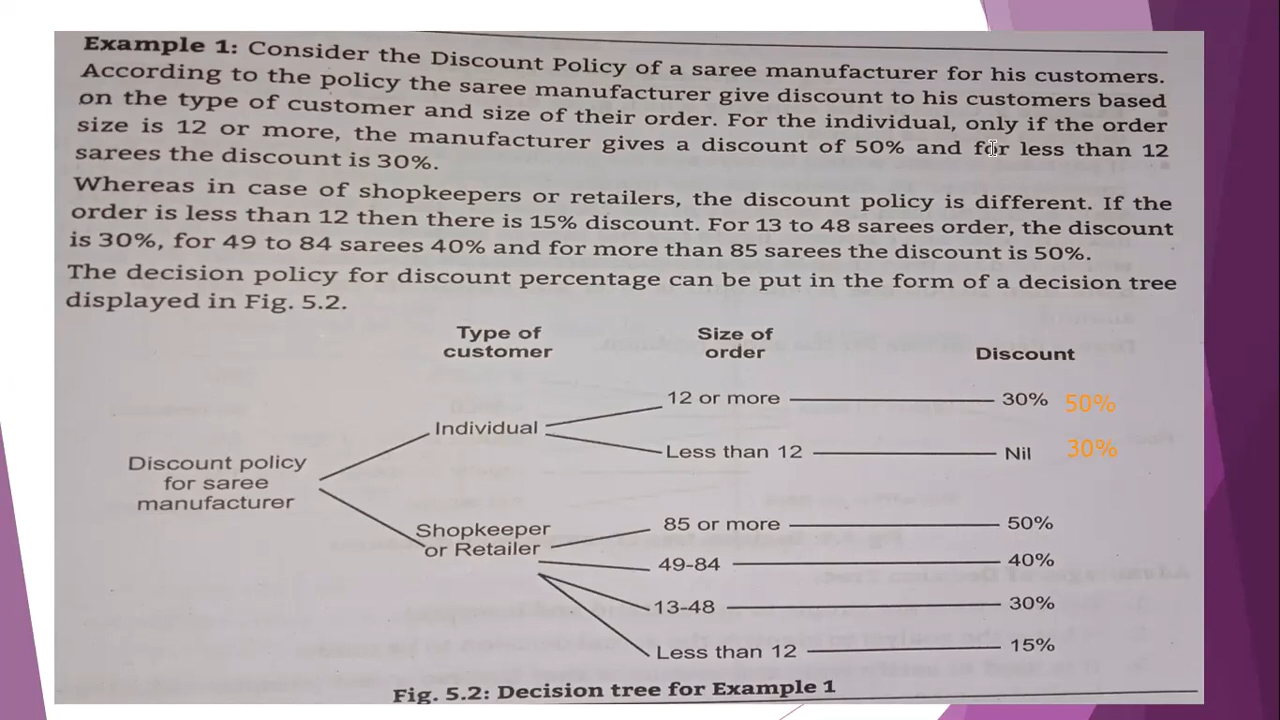 Example 1: Consider the Discount Policy of a saree manufacturer for his customers.
According to the policy the saree manufacturer give discount to his customers based
on the type of customer and size of their order. For the individual, only if the order
size is 12 or more, the manufacturer gives a discount of 50% and for less than 12
sarees the discount is 30%.
Whereas in case of shopkeepers or retailers, the discount policy is different. If the
order is less than 12 then there is 15% discount. For 13 to 48 sarees order, the discount
is 30%, for 49 to 84 sarees 40% and for more than 85 sarees the discount is 50%.
The decision policy for discount percentage can be put in the form of a decision tree
displayed in Fig. 5.2.
Type of
customer
Size of
order
Discount
12 or more 30% 50%
Individual
Less than 12 Nil 30%
Discount policy
for saree
manufacturer
Shopkeeper
or Retailer
85 or more 50%
49-84 40%
13-48 30%
Less than 12 15%
Fig. 5.2: Decision tree for Example 1